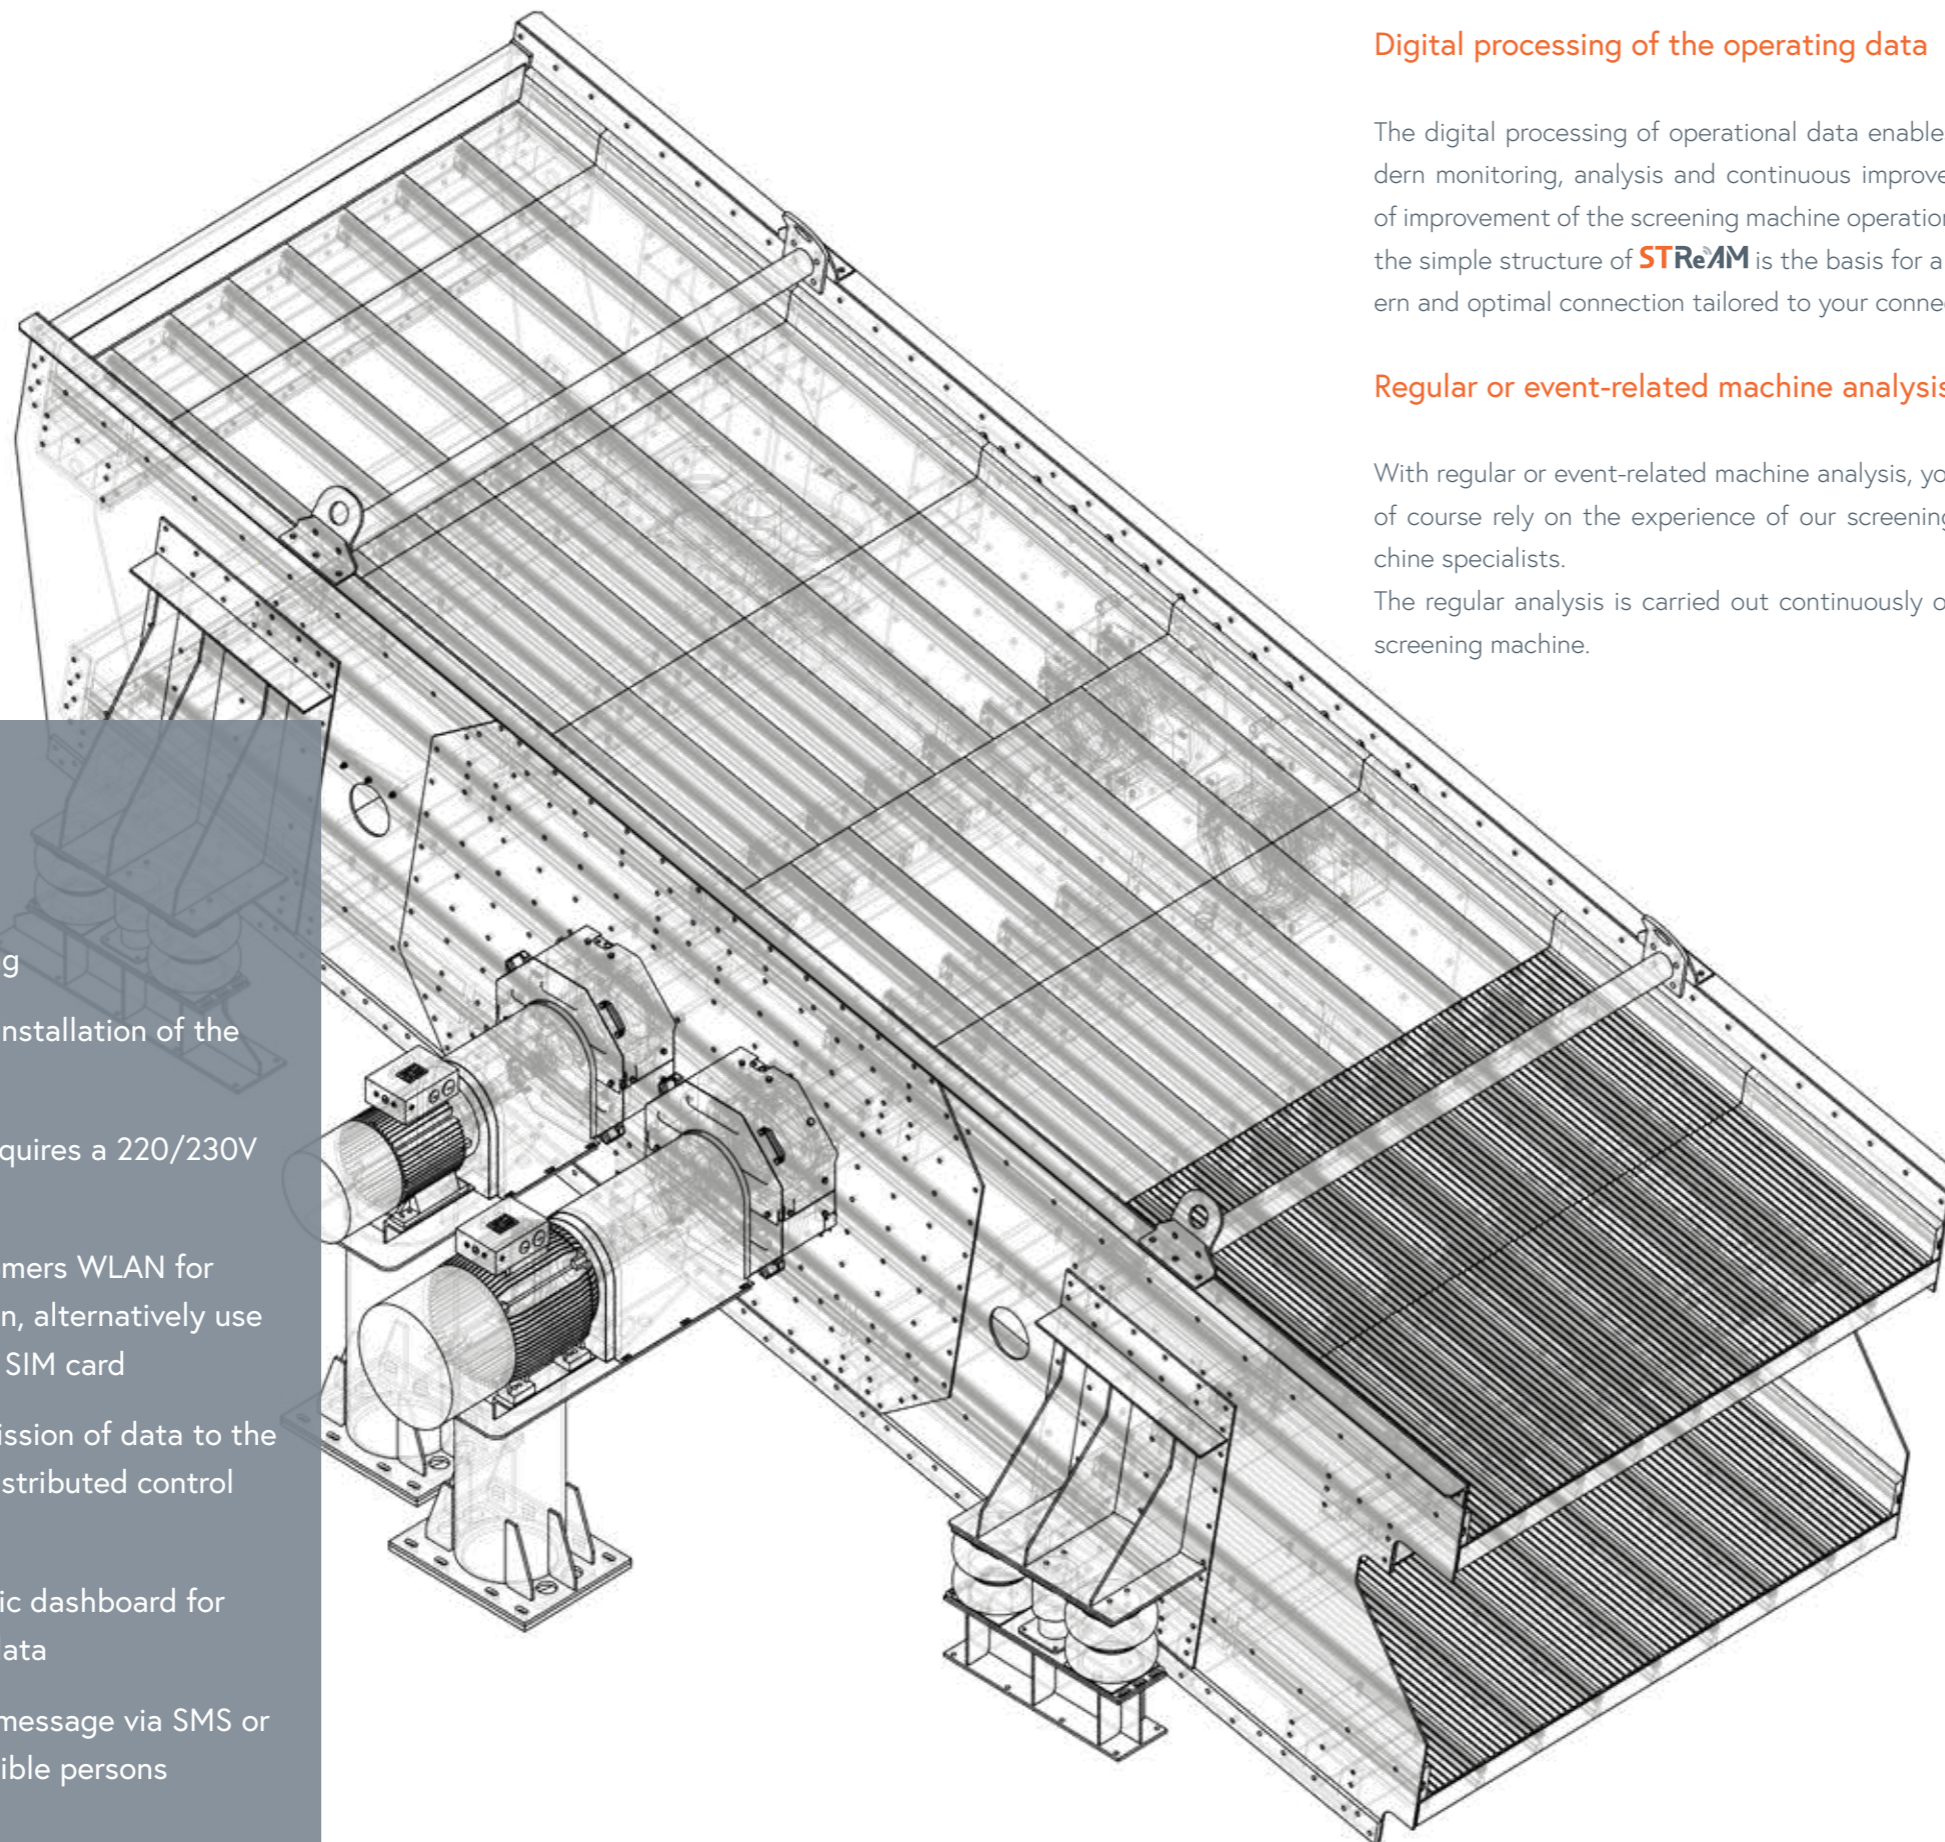 Digital processing of the operating data
The digital processing of operational data enable
dern monitoring, analysis and continuous improve
of improvement of the screening machine operation
the simple structure of STReAM is the basis for a
ern and optimal connection tailored to your connec
Regular or event-related machine analysis
With regular or event-related machine analysis, yo
of course rely on the experience of our screening
chine specialists.
The regular analysis is carried out continuously o
screening machine.
g
nstallation of the
quires a 220/230V
mers WLAN for
n, alternatively use
SIM card
ission of data to the
stributed control
ic dashboard for
lata
message via SMS or
ible persons